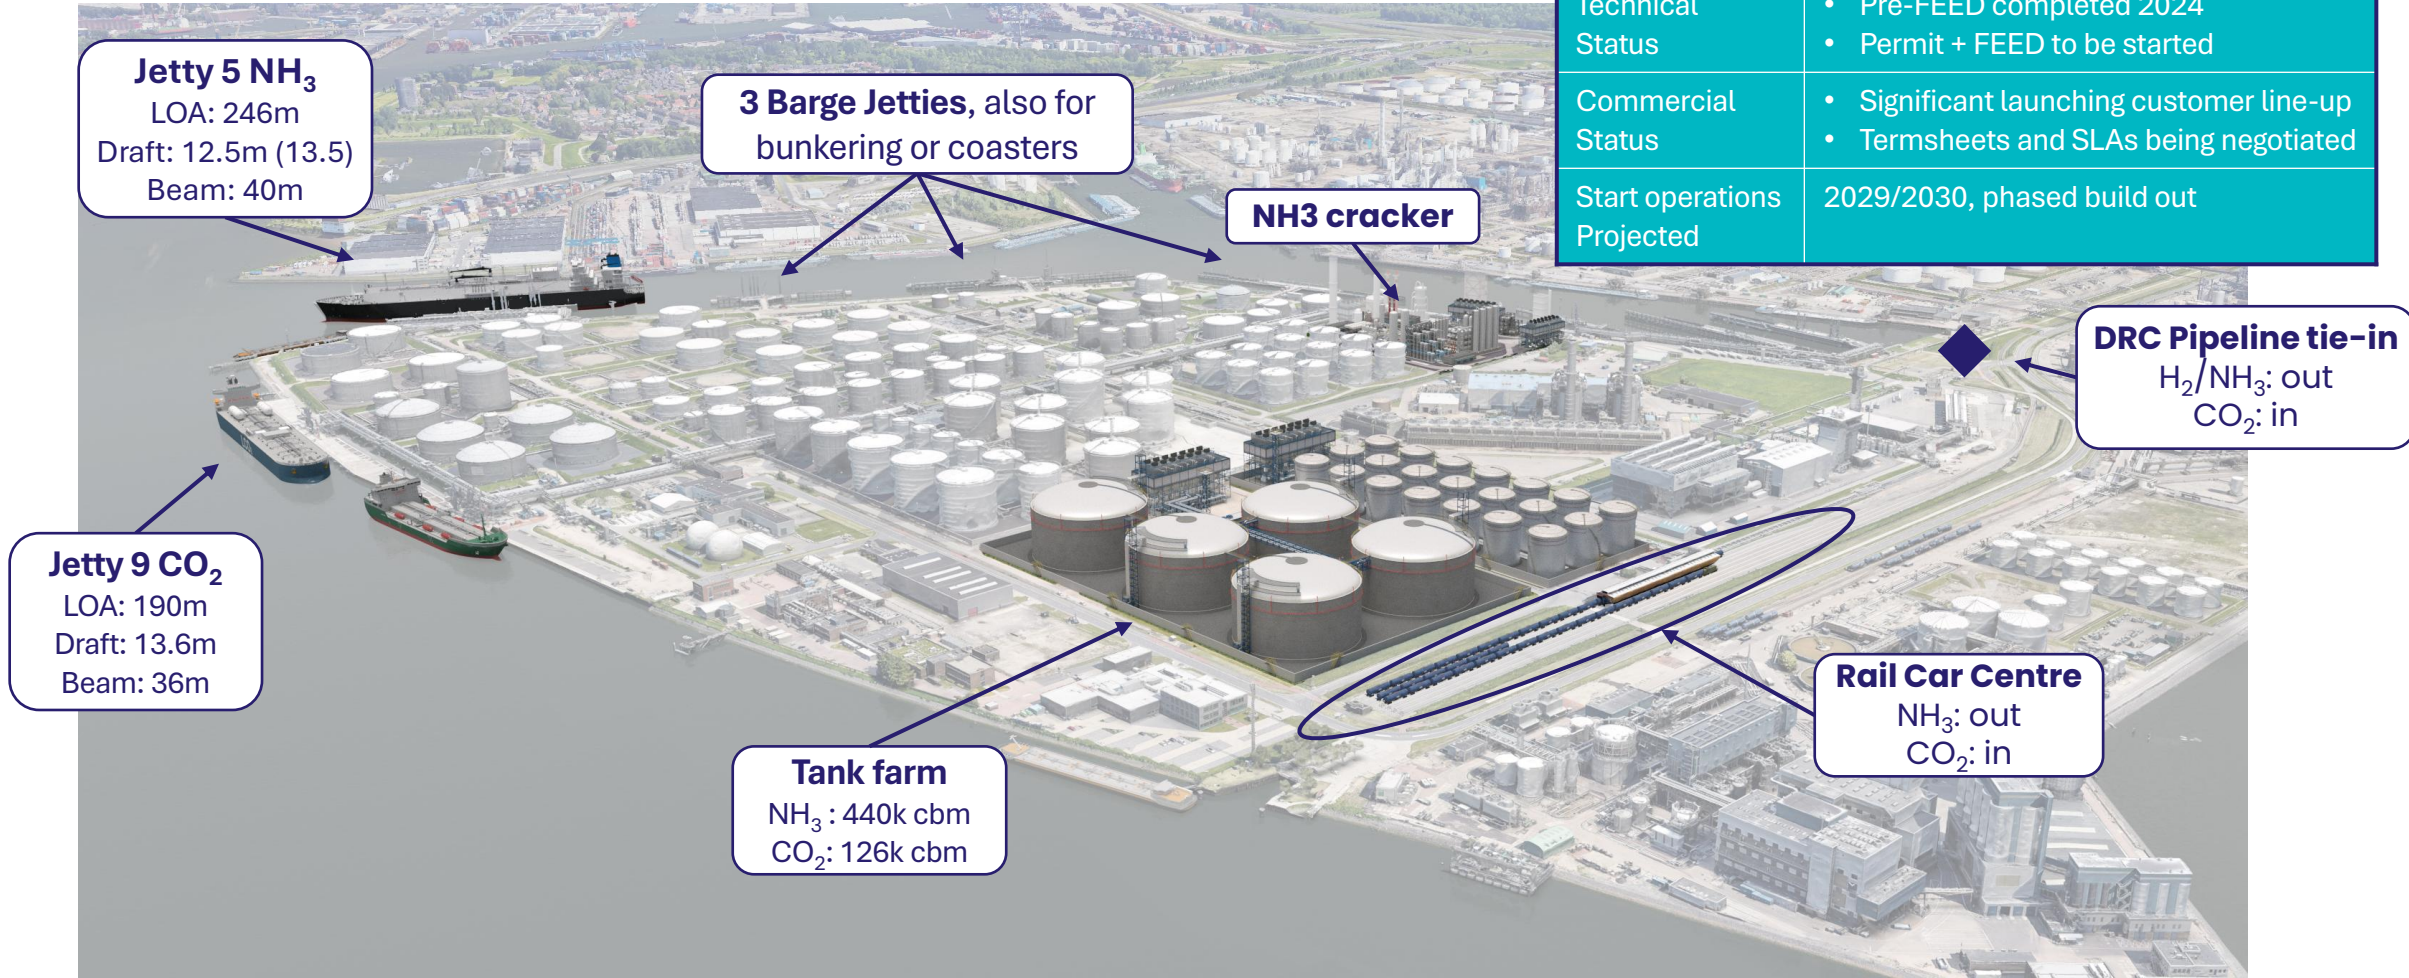 Technical
Status
• Pre-FEED completed 2024
• Permit + FEED to be started
Commercial
Status
• Significant launching customer line-up
• Termsheets and SLAs being negotiated
Start operations
Projected
2029/2030, phased build out
Jetty 5 NH₃
LOA: 246m
Draft: 12.5m (13.5)
Beam: 40m
3 Barge Jetties, also for
bunkering or coasters
NH3 cracker
DRC Pipeline tie-in
H₂/NH₃: out
CO₂: in
Jetty 9 CO₂
LOA: 190m
Draft: 13.6m
Beam: 36m
Tank farm
NH₃ : 440k cbm
CO₂: 126k cbm
Rail Car Centre
NH₃: out
CO₂: in